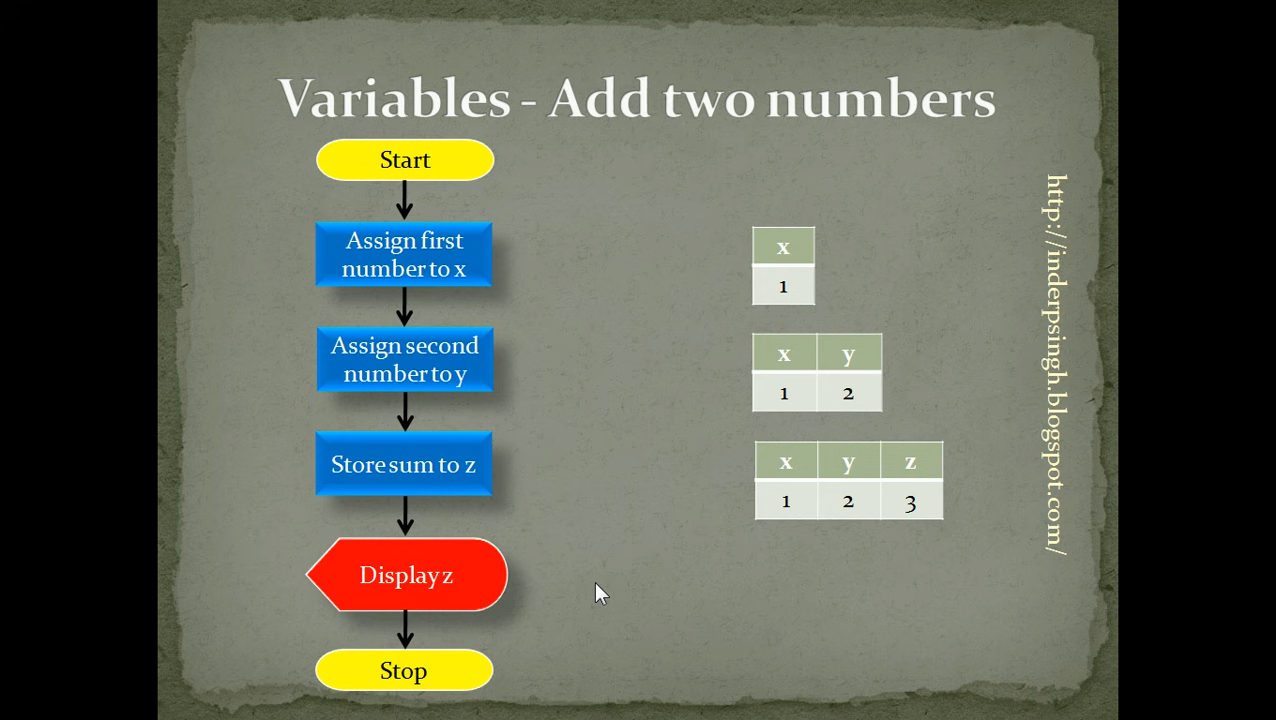 Variables - Add two numbers
Start
Assign first
number to x
Assign second
number to y
Store sum to z
Display z
Stop
x
1
x y
1 2
x y z
1 2 3
http://inderpsingh.blogspot.com/